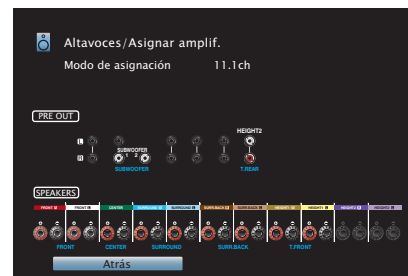 Altavoces/Asignar amplif.
Modo de asignación 11.1ch
PRE OUT
HEIGHT2
L
SUBWOOFER
1 2
R
SUBWOOFER T.REAR
SPEAKERS
FRONT FRONT CENTER SURROUND SURROUND SURR.BACK SURR.BACK HEIGHT1 HEIGHT1 HEIGHT2 HEIGHT2
FRONT CENTER SURROUND SURR.BACK T.FRONT
Atrás